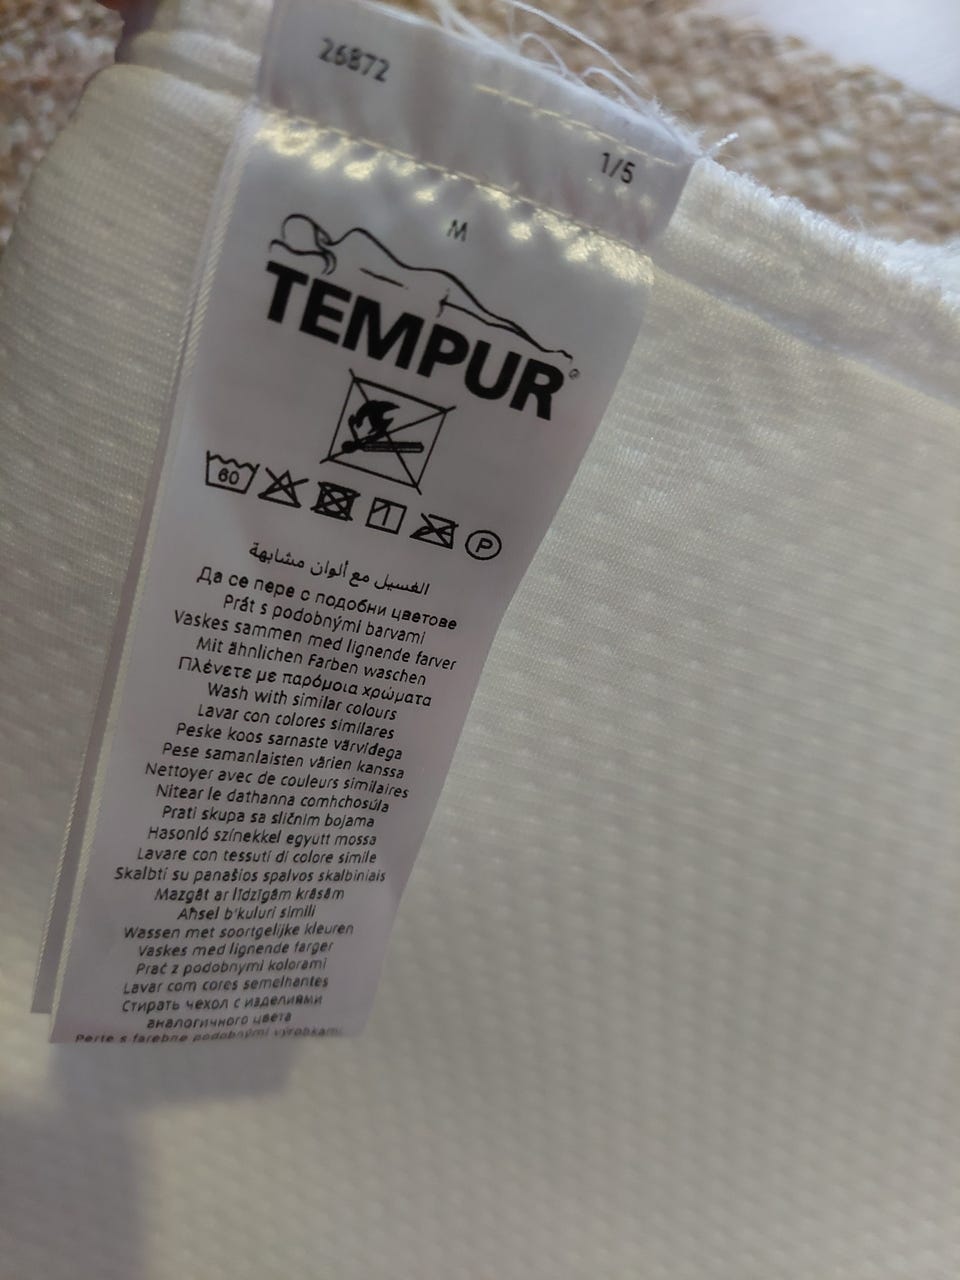 26872
1/5
M
TEMPUR®
60
P
الغسيل مع ألوان مشابهة
Да се пере с подобни цветове
Prát s podobnými barvami
Vaskes sammen med lignende farver
Mit ähnlichen Farben waschen
Πλένετε με παρόμοια χρώματα
Wash with similar colours
Lavar con colores similares
Peske koos sarnaste värvidega
Pese samanlaisten värien kanssa
Nettoyer avec de couleurs similaires
Nitear le dathanna comhchosúla
Prati skupa sa sličnim bojama
Hasonló színekkel együtt mossa
Lavare con tessuti di colore simile
Skalbti su panašios spalvos skalbiniais
Mazgāt ar līdzīgām krāsām
Aħsel b'kuluri simili
Wassen met soortgelijke kleuren
Vaskes med lignende farger
Prać z podobnymi kolorami
Lavar com cores semelhantes
Стирать чехол с изделиями
аналогичного цвета
Perte s farebne podobnými výrobkami